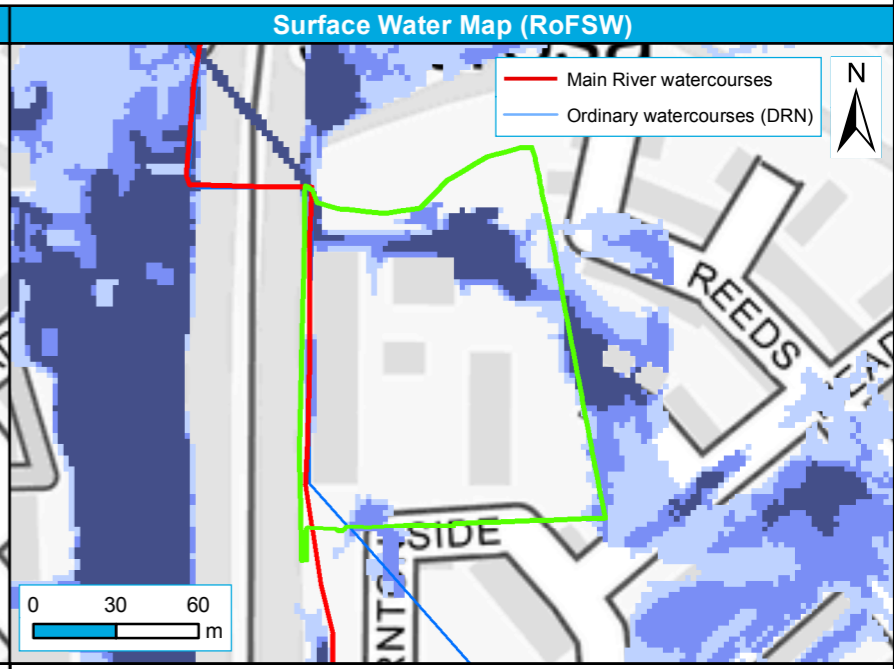 Surface Water Map (RoFSW)
Main River watercourses
Ordinary watercourses (DRN)
N
REEDS
SIDE
0 30 60
m